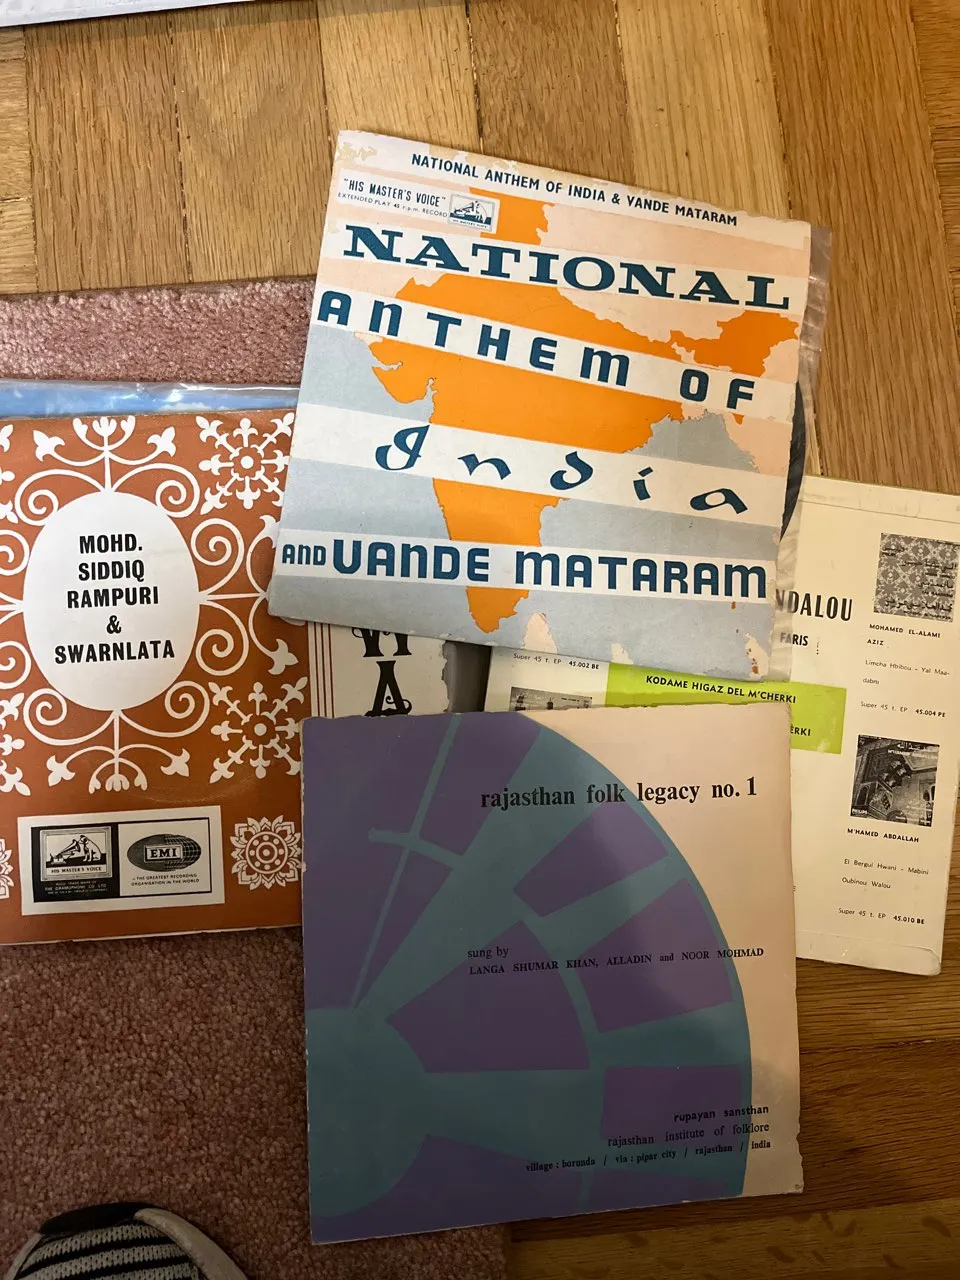 NATIONAL ANTHEM OF INDIA & VANDE MATARAM
"HIS MASTER'S VOICE"
EXTENDED PLAY 45 r.p.m. RECORD
NATIONAL
ANTHEM OF
India
AND VANDE MATARAM
MOHD.
SIDDIQ
RAMPURI
&
SWARNLATA
HIS MASTER'S VOICE
THE GRAMOPHONE CO LTD
EMI
THE GREATEST RECORDING
ORGANISATION IN THE WORLD
WA
NDALOU
FARIS
MOHAMED EL-ALAMI
AZIZ
Limcha Hbibou - Yal Maa-
dabni
Super 45 t. EP 45.004 PE
Super 45 t. EP 45.002 BE
KODAME HIGAZ DEL M'CHERKI
ERKI
M'HAMED ABDALLAH
El Bergui Hwani - Mabini
Oubinou Walou
Super 45 t. EP 45.010 BE
rajasthan folk legacy no. 1
sung by
LANGA SHUMAR KHAN, ALLADIN and NOOR MOHMAD
rupayan sansthan
rajasthan institute of folklore
village : borunda / via : pipar city / rajasthan / india